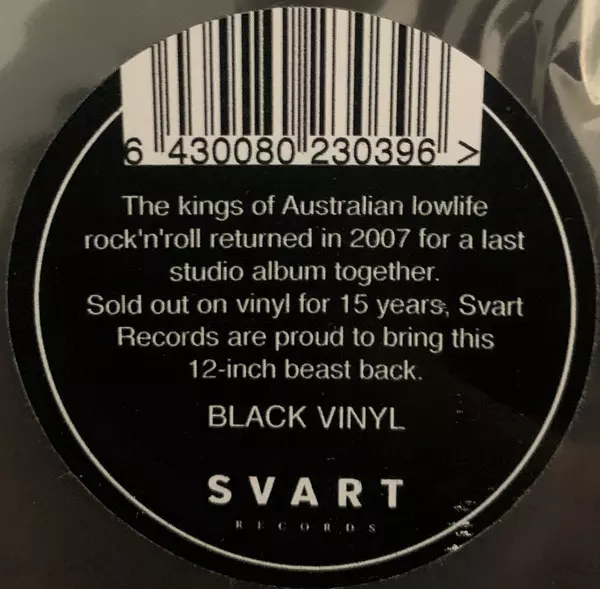 6 430080 230396 >
The kings of Australian lowlife
rock'n'roll returned in 2007 for a last
studio album together.
Sold out on vinyl for 15 years, Svart
Records are proud to bring this
12-inch beast back.
BLACK VINYL
SVART
RECORDS